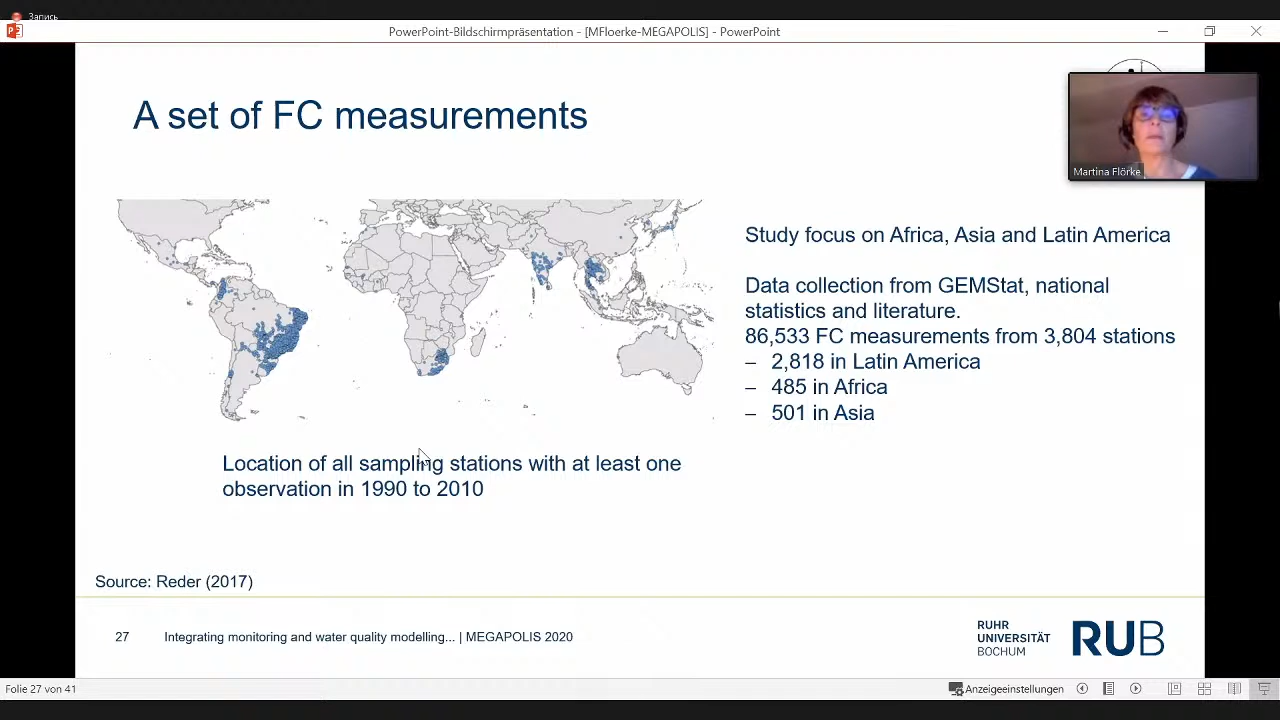 Запись
PowerPoint-Bildschirmpräsentation - [MFloerke-MEGAPOLIS] - PowerPoint
A set of FC measurements
Martina Flörke
Study focus on Africa, Asia and Latin America
Data collection from GEMStat, national
statistics and literature.
86,533 FC measurements from 3,804 stations
– 2,818 in Latin America
– 485 in Africa
– 501 in Asia
Location of all sampling stations with at least one
observation in 1990 to 2010
Source: Reder (2017)
27 Integrating monitoring and water quality modelling... | MEGAPOLIS 2020
RUHR
UNIVERSITÄT
BOCHUM
RUB
Folie 27 von 41
Anzeigeeinstellungen